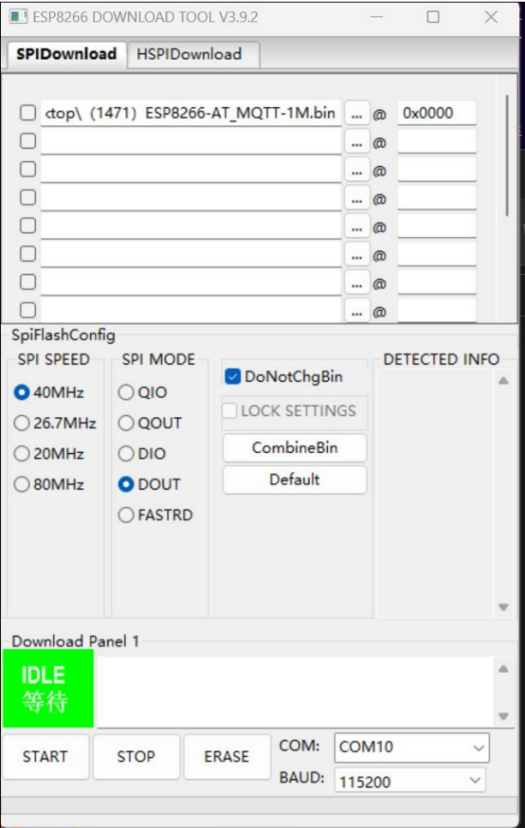 ESP8266 DOWNLOAD TOOL V3.9.2
SPIDownload HSPIDownload
ctop\ (1471) ESP8266-AT_MQTT-1M.bin ... @ 0x0000
... @
... @
... @
... @
... @
... @
... @
SpiFlashConfig
SPI SPEED
40MHz
26.7MHz
20MHz
80MHz
SPI MODE
QIO
QOUT
DIO
DOUT
FASTRD
DoNotChgBin
LOCK SETTINGS
CombineBin
Default
DETECTED INFO
Download Panel 1
IDLE
等待
START STOP ERASE
COM: COM10
BAUD: 115200